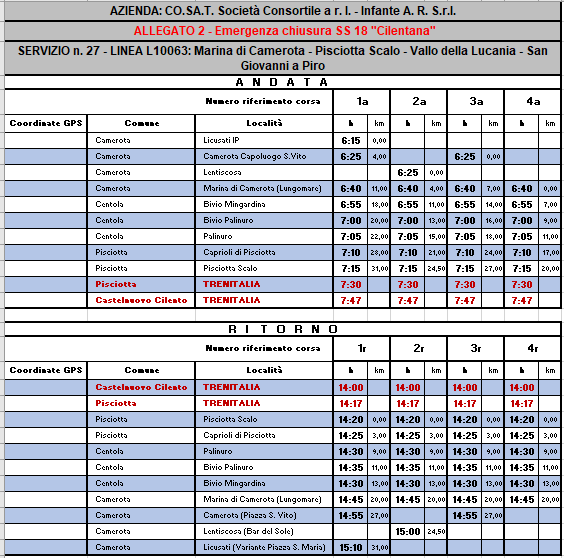 AZIENDA: CO.SA.T. Società Consortile a r. l. - Infante A. R. S.r.l.
ALLEGATO 2 - Emergenza chiusura SS 18 "Cilentana"
SERVIZIO n. 27 - LINEA L10063: Marina di Camerota - Pisciotta Scalo - Vallo della Lucania - San
Giovanni a Piro
A N D A T A
Numero riferimento corsa 1a 2a 3a 4a
Coordinate GPS Comune Località h km h km h km h km
Camerota Licusati IP 6:15 0,00
Camerota Camerota Capoluogo S.Vito 6:25 4,00 6:25 0,00
Camerota Lentiscosa 6:25 0,00
Camerota Marina di Camerota (Lungomare) 6:40 11,00 6:40 4,00 6:40 7,00 6:40 0,00
Centola Bivio Mingardina 6:55 18,00 6:55 11,00 6:55 14,00 6:55 7,00
Centola Bivio Palinuro 7:00 20,00 7:00 13,00 7:00 16,00 7:00 9,00
Centola Palinuro 7:05 22,00 7:05 15,00 7:05 18,00 7:05 11,00
Pisciotta Caprioli di Pisciotta 7:10 28,00 7:10 21,00 7:10 24,00 7:10 17,00
Pisciotta Pisciotta Scalo 7:15 31,00 7:15 24,50 7:15 27,00 7:15 20,00
Pisciotta TRENITALIA 7:30 7:30 7:30 7:30
Castelnuovo Cilento TRENITALIA 7:47 7:47 7:47 7:47
R I T O R N O
Numero riferimento corsa 1r 2r 3r 4r
Coordinate GPS Comune Località h km h km h km h km
Castelnuovo Cilento TRENITALIA 14:00 14:00 14:00 14:00
Pisciotta TRENITALIA 14:17 14:17 14:17 14:17
Pisciotta Pisciotta Scalo 14:20 0,00 14:20 0,00 14:20 0,00 14:20 0,00
Pisciotta Caprioli di Pisciotta 14:25 3,00 14:25 3,00 14:25 3,00 14:25 3,00
Centola Palinuro 14:30 9,00 14:30 9,00 14:30 9,00 14:30 9,00
Centola Bivio Palinuro 14:35 11,00 14:35 11,00 14:35 11,00 14:35 11,00
Centola Bivio Mingardina 14:30 13,00 14:30 13,00 14:30 13,00 14:30 13,00
Camerota Marina di Camerota (Lungomare) 14:45 20,00 14:45 20,00 14:45 20,00 14:45 20,00
Camerota Camerota (Piazza S. Vito) 14:55 27,00 14:55 27,00
Camerota Lentiscosa (Bar del Sole) 15:00 24,50
Camerota Licusati (Variante Piazza S. Maria) 15:10 31,00